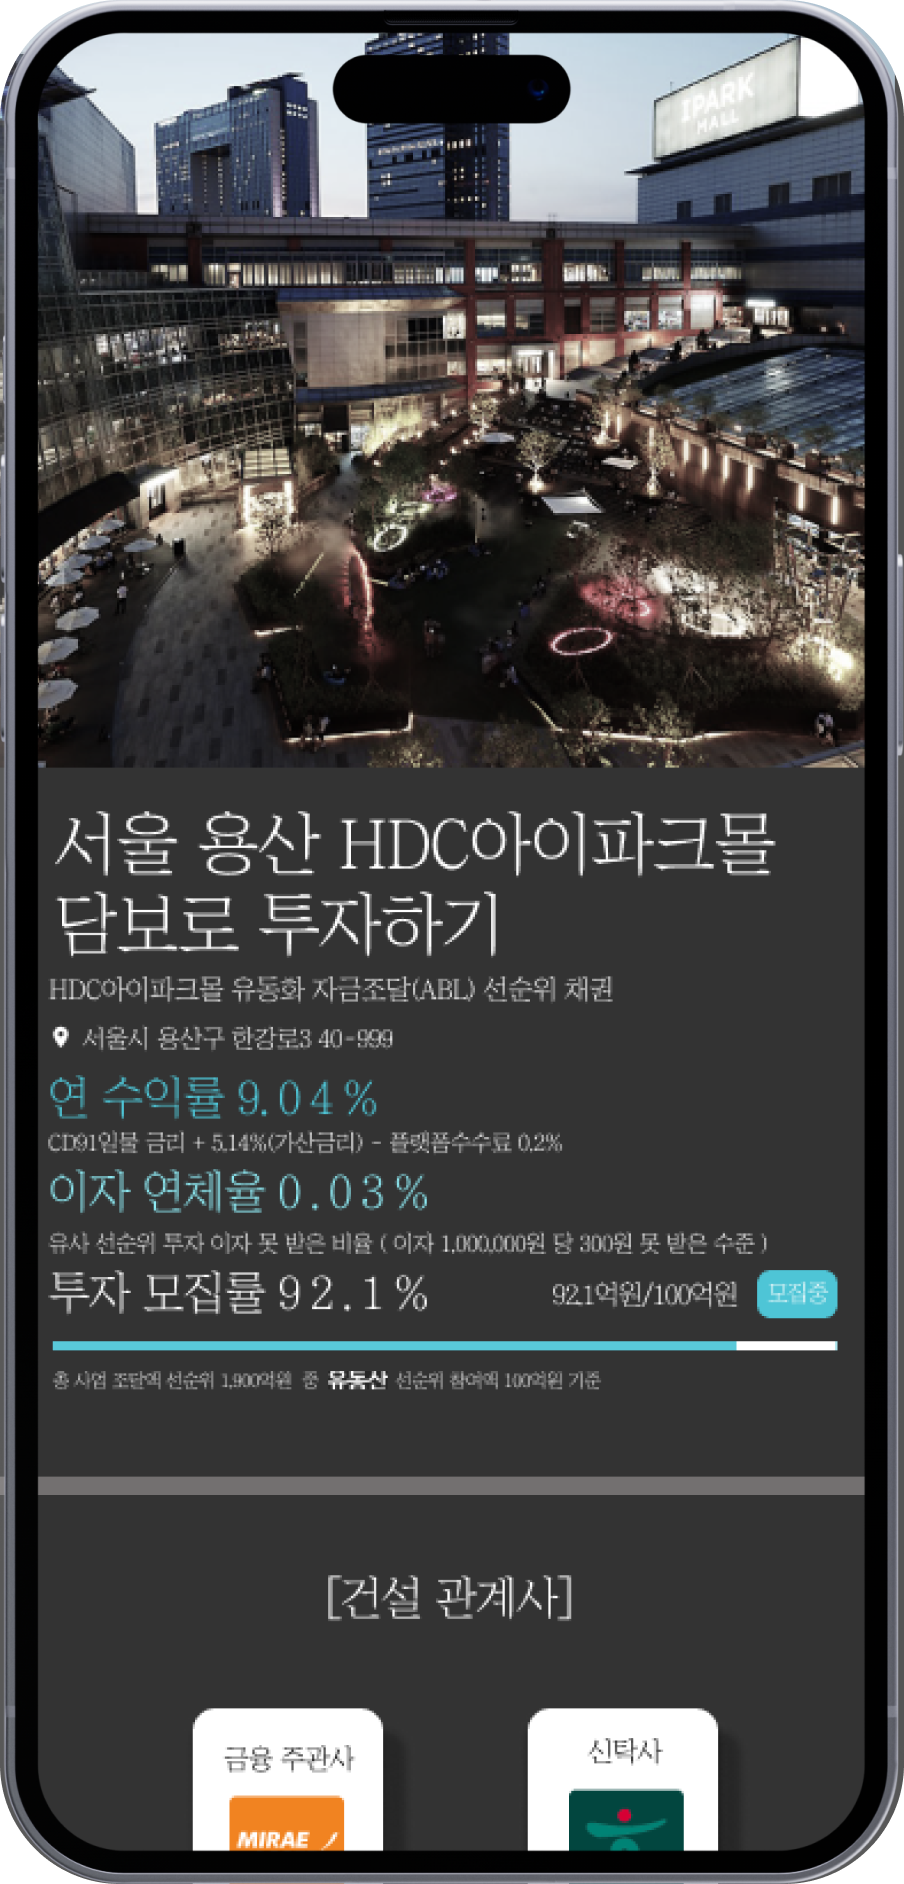 IPARK
MALL
서울 용산 HDC아이파크몰
담보로 투자하기
HDC아이파크몰 유동화 자금조달(ABL) 선순위 채권
서울시 용산구 한강로3 40-999
연 수익률 9.04%
CD91일물 금리 + 5.14%(가산금리) - 플랫폼수수료 0.2%
이자 연체율 0.03%
유사 선순위 투자 이자 못 받은 비율 ( 이자 1,000,000원 당 300원 못 받은 수준 )
투자 모집률 92.1% 92.1억원/100억원 모집중
총 사업 조달액 선순위 1,900억원 중 뮤동산 선순위 참여액 100억원 기준
[건설 관계사]
금융 주관사 신탁사
MIRAE